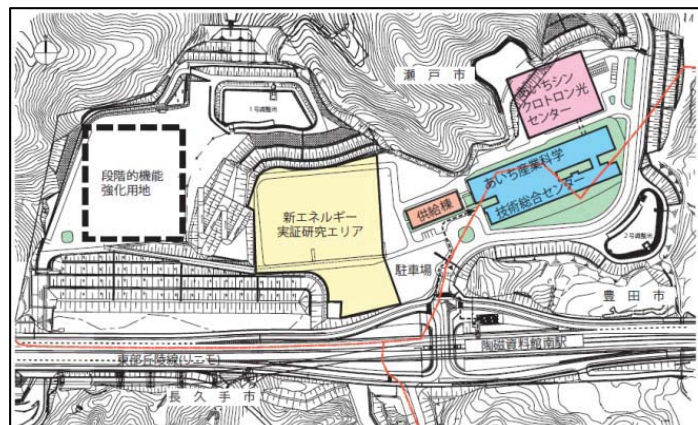 瀬戸市
あいちシン
クロトロン光
センター
1号調整池
段階的機能
強化用地
あいち産業科学
技術総合センター
供給棟
新エネルギー
実証研究エリア
2号調整池
駐車場
豊田市
陶磁資料館南駅
東部丘陵線(リニモ)
長久手市